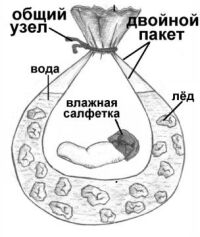 общий
узел
двойной
пакет
вода
лёд
влажная
салфетка